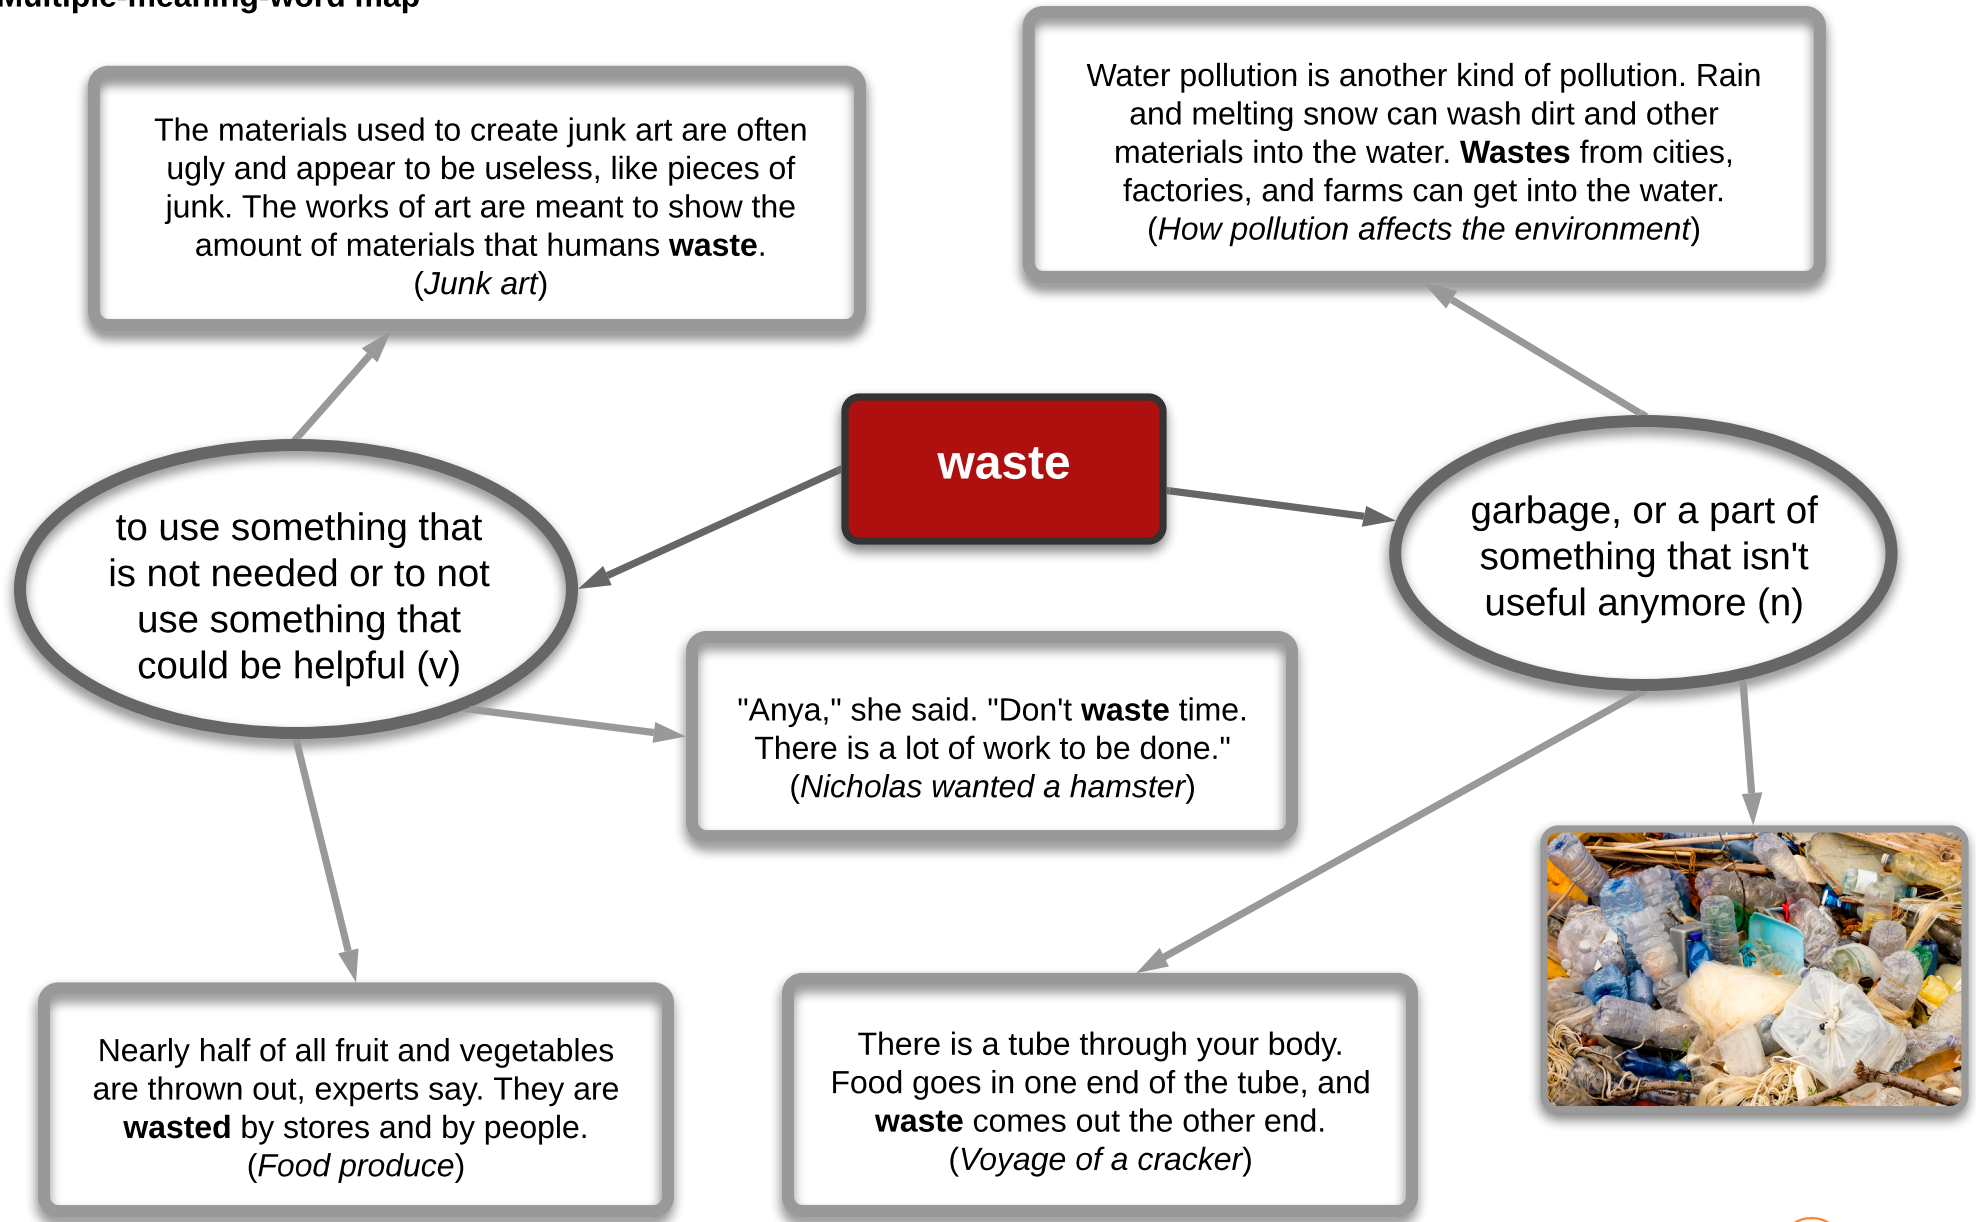 Multiple-meaning-word map
The materials used to create junk art are often
ugly and appear to be useless, like pieces of
junk. The works of art are meant to show the
amount of materials that humans waste.
(Junk art)
Water pollution is another kind of pollution. Rain
and melting snow can wash dirt and other
materials into the water. Wastes from cities,
factories, and farms can get into the water.
(How pollution affects the environment)
waste
to use something that
is not needed or to not
use something that
could be helpful (v)
garbage, or a part of
something that isn't
useful anymore (n)
"Anya," she said. "Don't waste time.
There is a lot of work to be done."
(Nicholas wanted a hamster)
Nearly half of all fruit and vegetables
are thrown out, experts say. They are
wasted by stores and by people.
(Food produce)
There is a tube through your body.
Food goes in one end of the tube, and
waste comes out the other end.
(Voyage of a cracker)